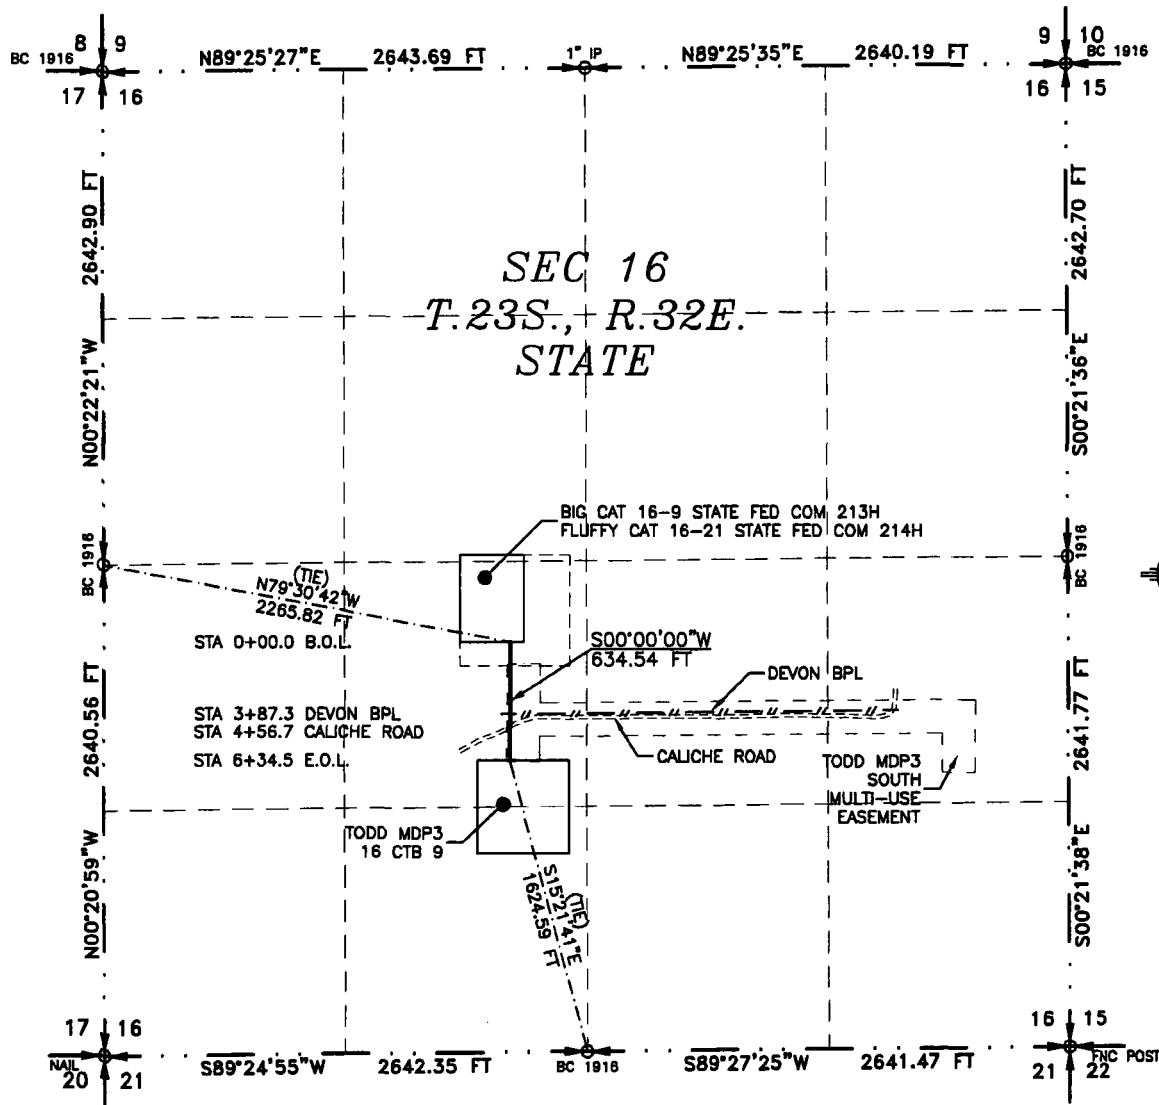 8 9
BC 1916
17 16
N89°25'27"E 2643.69 FT
1" IP
N89°25'35"E 2640.19 FT
9 10
BC 1916
16 15
2642.90 FT
N00°22'21"W
2642.70 FT
S00°21'36"E
SEC 16
T.23S., R.32E.
STATE
BIG CAT 16-9 STATE FED COM 213H
FLUFFY CAT 16-21 STATE FED COM 214H
BC 1916
BC 1916
(TIE)
N79°30'42"W
2265.82 FT
STA 0+00.0 B.O.L.
S00°00'00"W
634.54 FT
DEVON BPL
STA 3+87.3 DEVON BPL
STA 4+56.7 CALICHE ROAD
STA 6+34.5 E.O.L.
CALICHE ROAD
TODD MDP3
SOUTH
MULTI-USE
EASEMENT
2640.56 FT
N00°20'59"W
2641.77 FT
S00°21'38"E
TODD MDP3
16 CTB 9
(TIE)
S15°21'41"E
1624.59 FT
17 16
NAIL
20 21
S89°24'55"W 2642.35 FT
BC 1916
S89°27'25"W 2641.47 FT
16 15
FNC POST
21 22